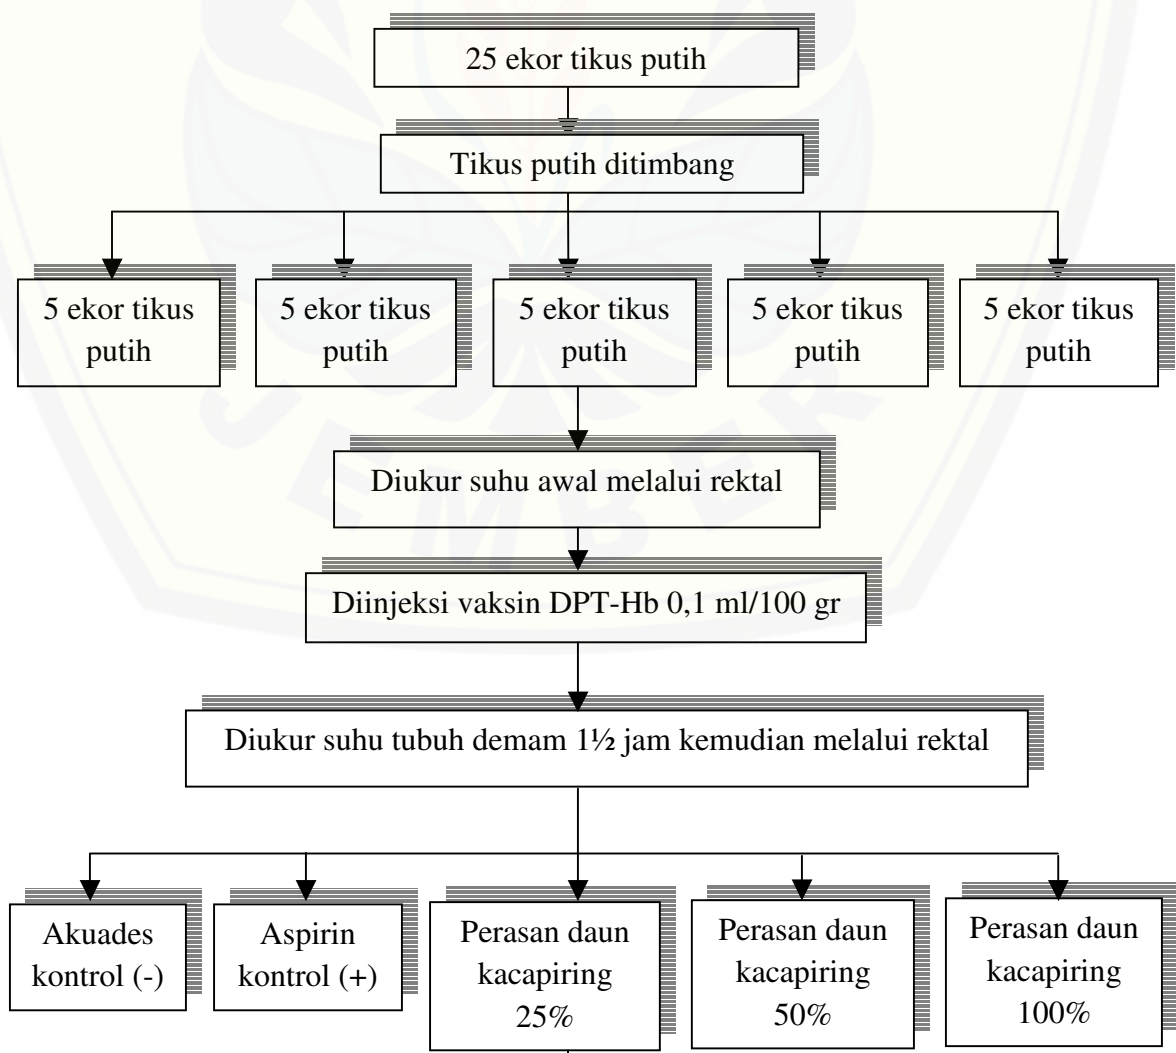 25 ekor tikus putih
Tikus putih ditimbang
5 ekor tikus
putih
5 ekor tikus
putih
5 ekor tikus
putih
5 ekor tikus
putih
5 ekor tikus
putih
JEMBER
Diukur suhu awal melalui rektal
Diinjeksi vaksin DPT-Hb 0,1 ml/100 gr
Diukur suhu tubuh demam 1½ jam kemudian melalui rektal
Akuades
kontrol (-)
Aspirin
kontrol (+)
Perasan daun
kacapiring
25%
Perasan daun
kacapiring
50%
Perasan daun
kacapiring
100%